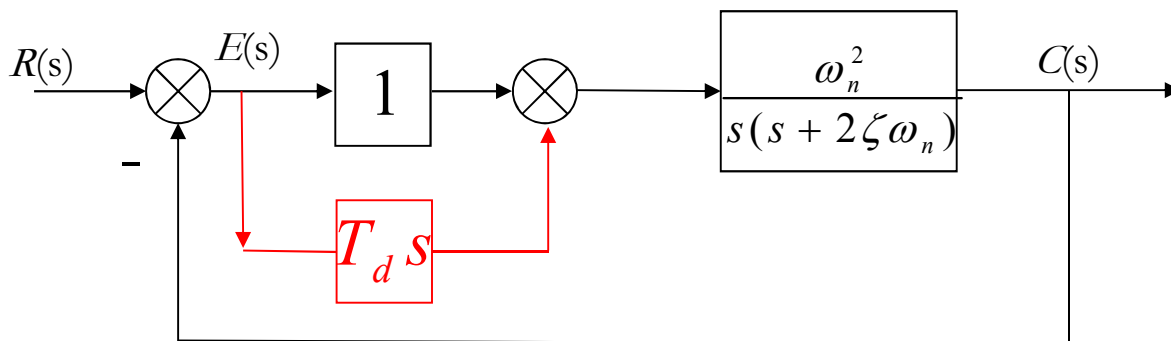 R(s)
E(s)
1
ω_n^2
s(s + 2ζω_n)
C(s)
−
T_d s